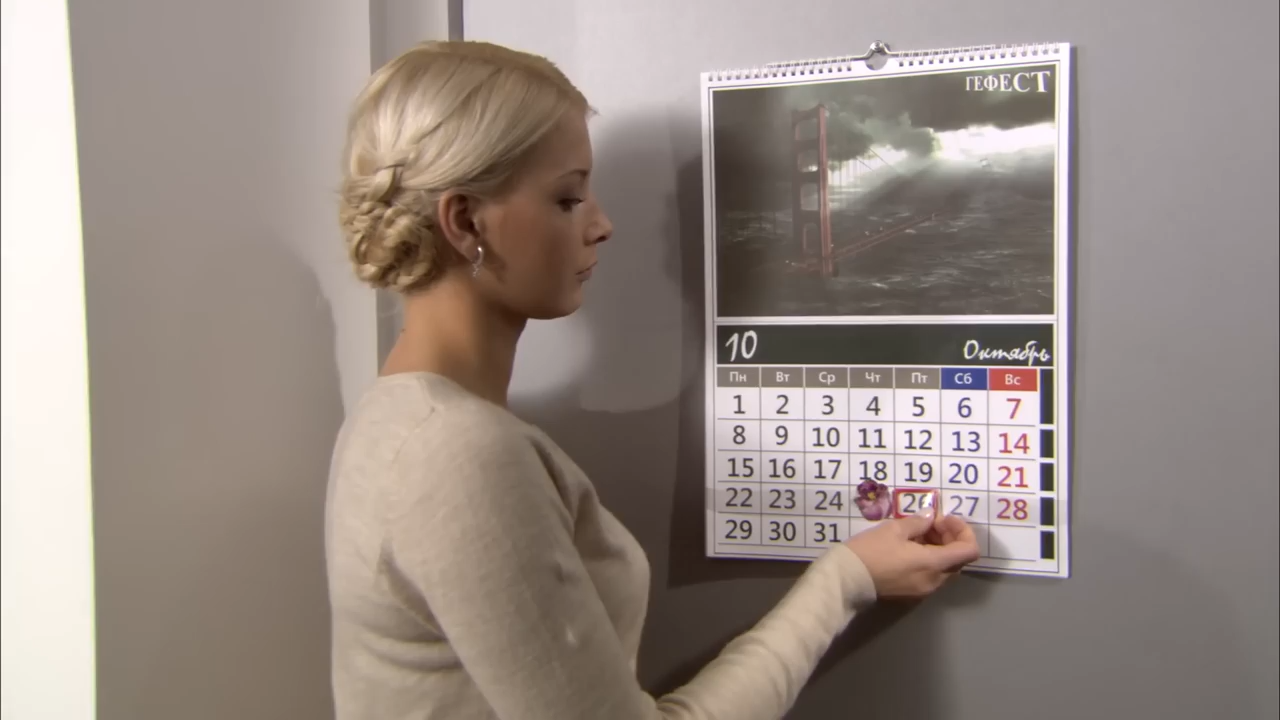 ГЕФЕСТ
10 Октябрь
Пн Вт Ср Чт Пт Сб Вс
1 2 3 4 5 6 7
8 9 10 11 12 13 14
15 16 17 18 19 20 21
22 23 24 26 27 28
29 30 31